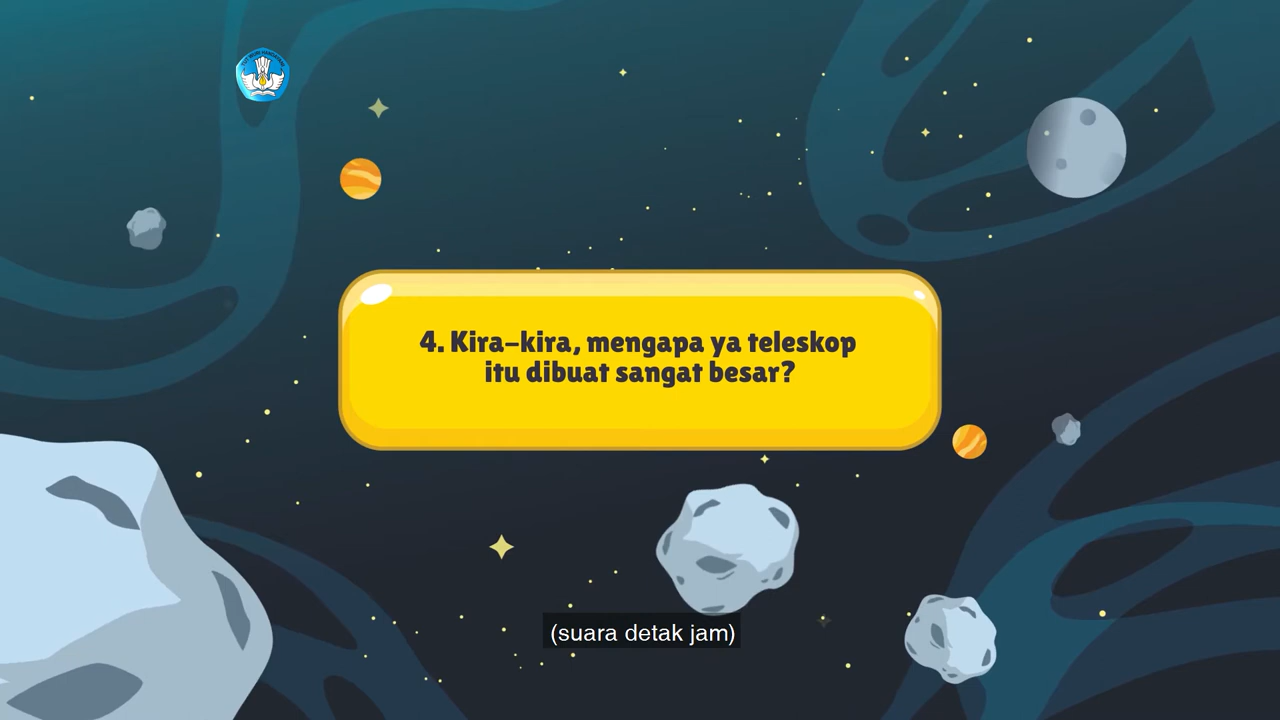 4. Kira-kira, mengapa ya teleskop
itu dibuat sangat besar?
(suara detak jam)